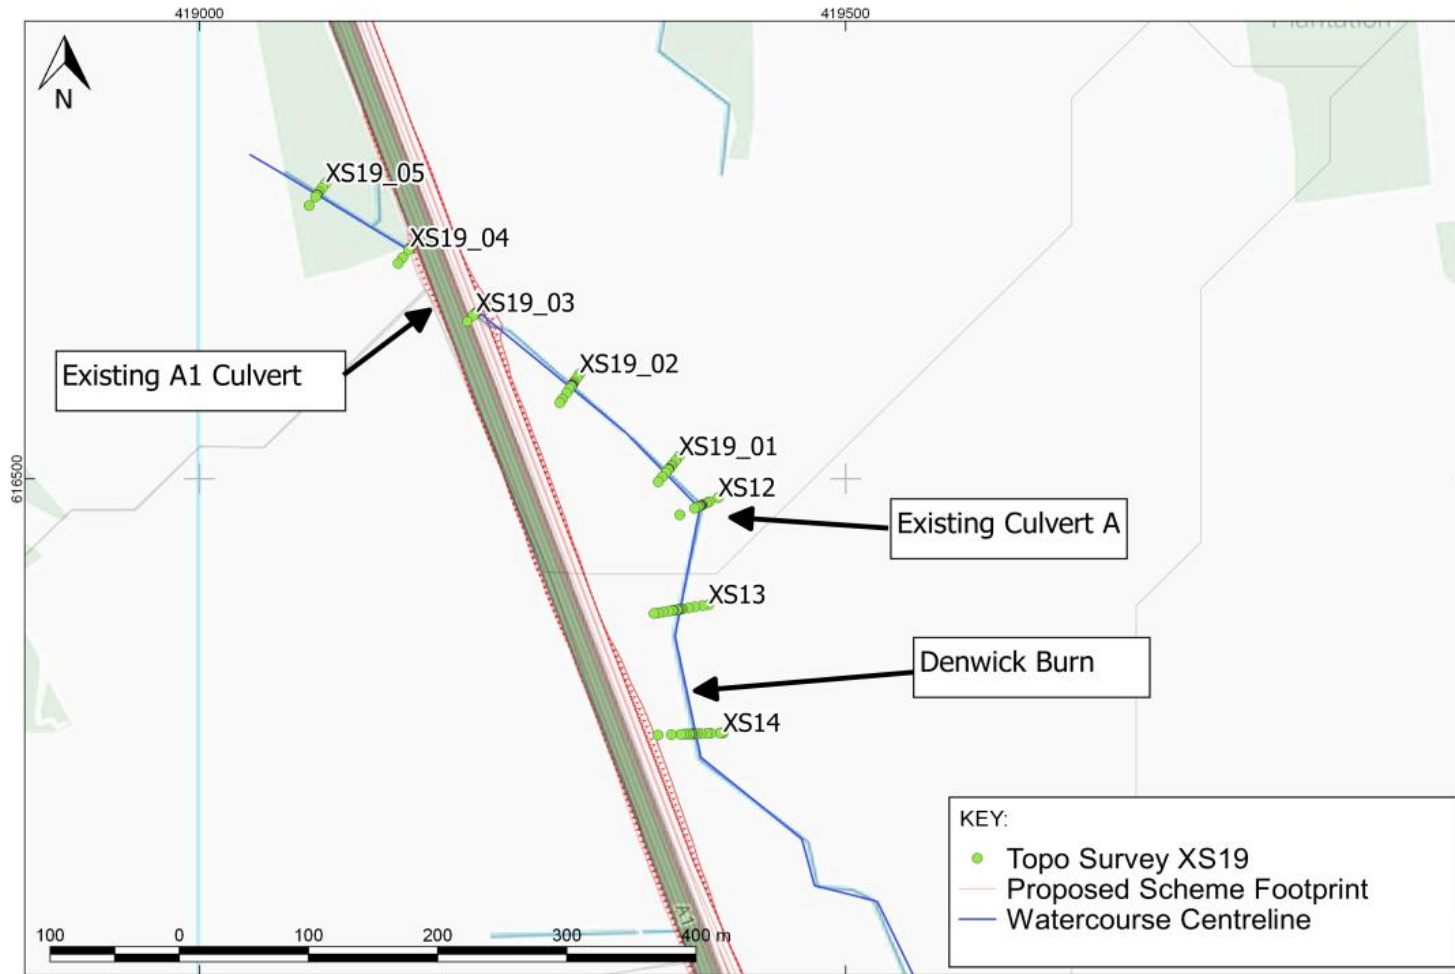 419000
419500
Plantation
N
XS19_05
XS19_04
XS19_03
Existing A1 Culvert
XS19_02
XS19_01
616500
XS12
Existing Culvert A
XS13
Denwick Burn
XS14
KEY:
Topo Survey XS19
Proposed Scheme Footprint
Watercourse Centreline
A1
100 0 100 200 300 400 m